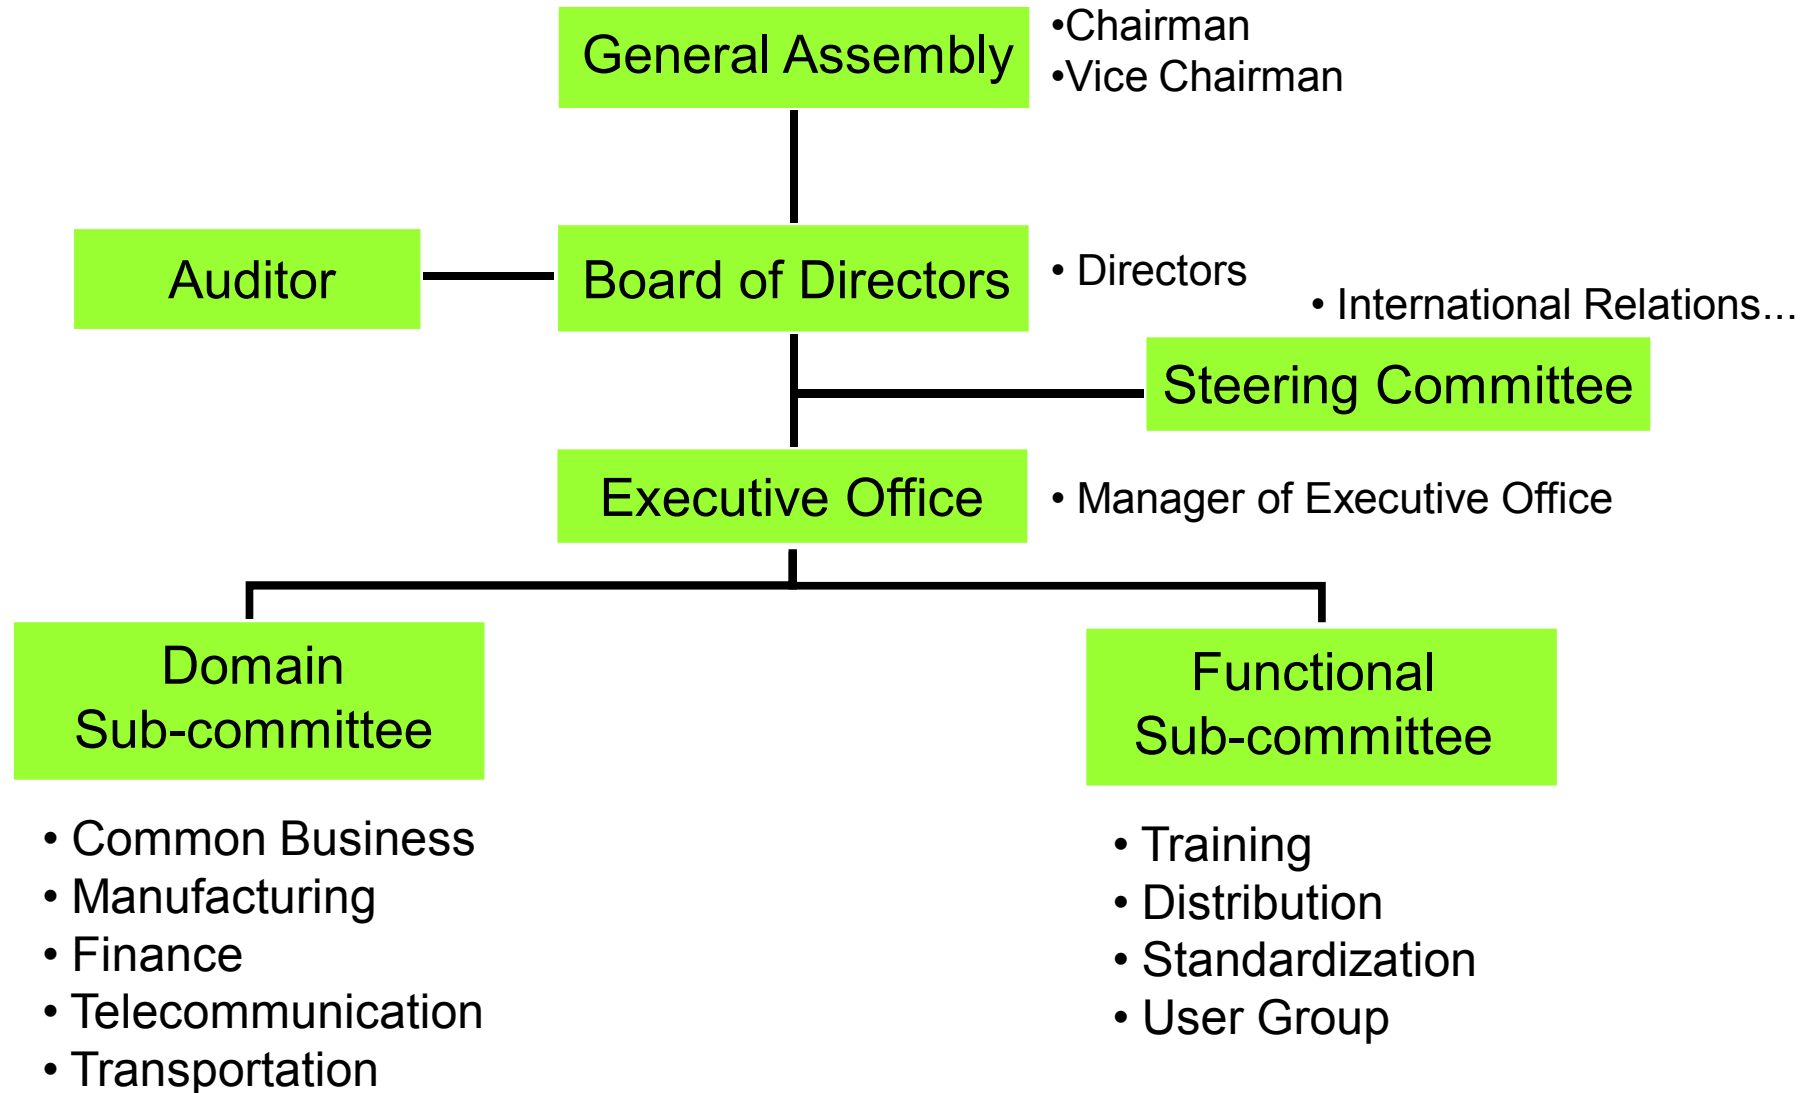 General Assembly
•Chairman
•Vice Chairman
Auditor
Board of Directors
• Directors
• International Relations...
Steering Committee
Executive Office
• Manager of Executive Office
Domain
Sub-committee
• Common Business
• Manufacturing
• Finance
• Telecommunication
• Transportation
Functional
Sub-committee
• Training
• Distribution
• Standardization
• User Group